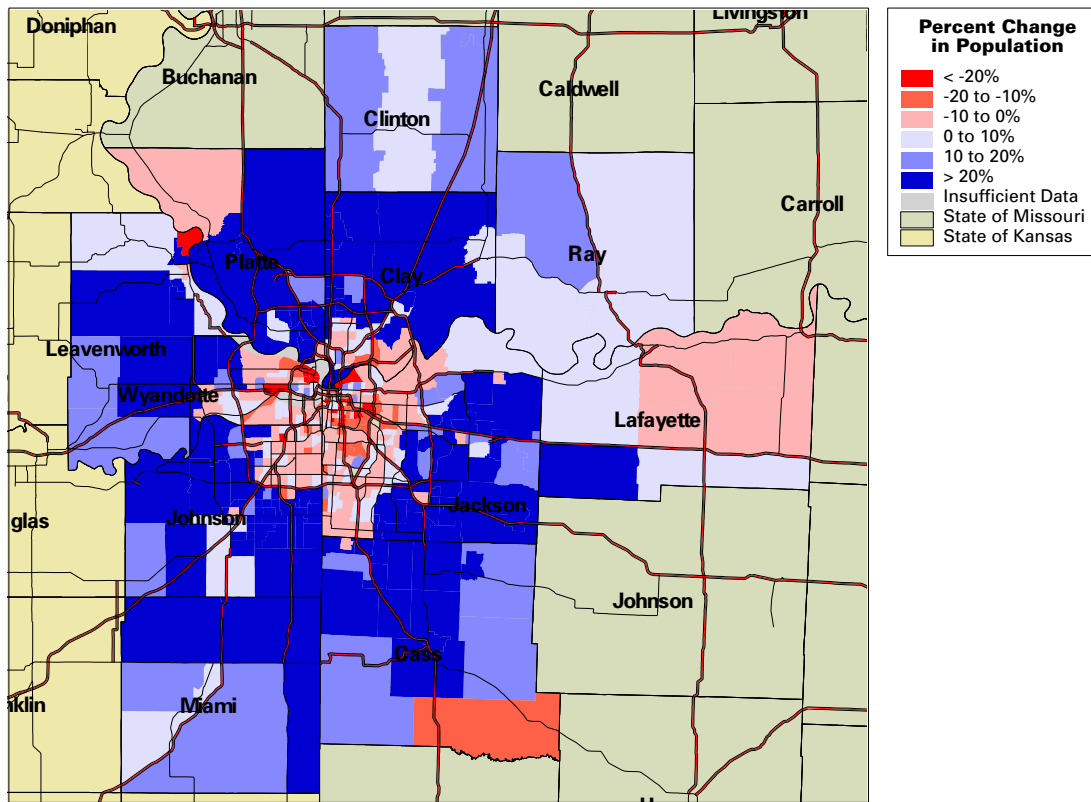 Livingston
Doniphan
Buchanan
Caldwell
Clinton
Carroll
Ray
Platte
Clay
Leavenworth
Wyandotte
Lafayette
Jackson
Johnson
glas
Johnson
Cass
Miami
nklin
Percent Change
in Population
< -20%
-20 to -10%
-10 to 0%
0 to 10%
10 to 20%
> 20%
Insufficient Data
State of Missouri
State of Kansas